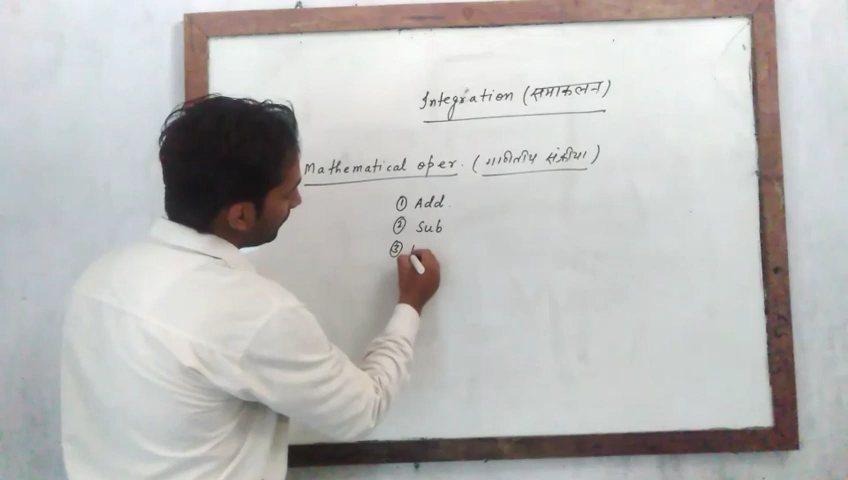 Integration (समाकलन)
Mathematical oper. (गणितीय संक्रीया)
① Add.
② Sub
③